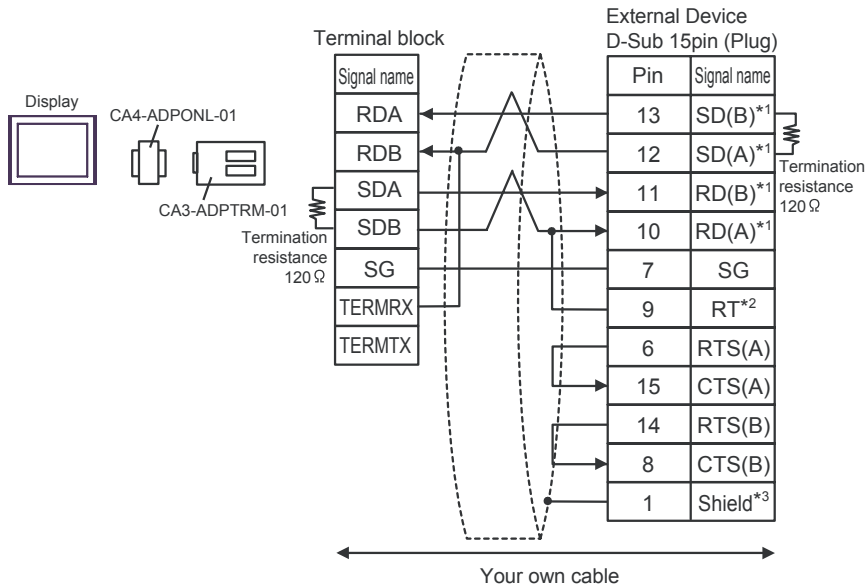 External Device
D-Sub 15pin (Plug)
Terminal block
Display
CA4-ADPONL-01
CA3-ADPTRM-01
Signal name
RDA
RDB
SDA
SDB
SG
TERMRX
TERMTX
Termination
resistance
120Ω
Pin Signal name
13 SD(B)*1
12 SD(A)*1
11 RD(B)*1
10 RD(A)*1
7 SG
9 RT*2
6 RTS(A)
15 CTS(A)
14 RTS(B)
8 CTS(B)
1 Shield*3
Termination
resistance
120Ω
Your own cable